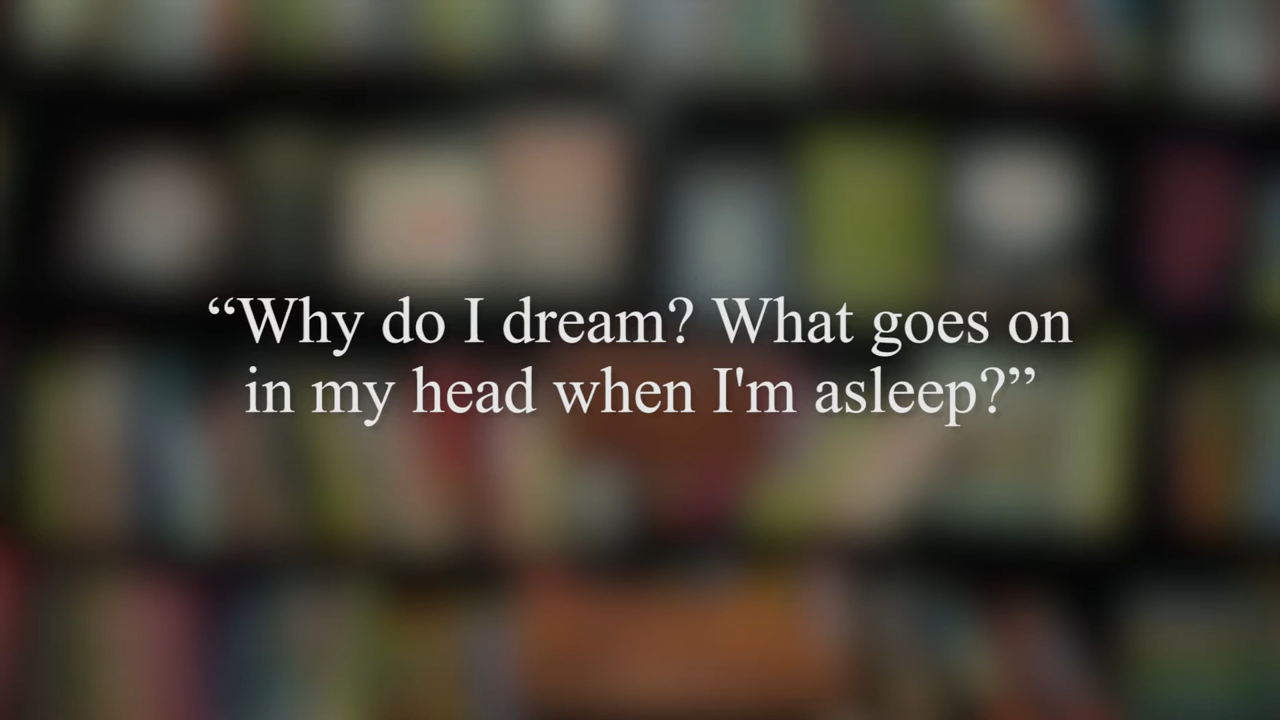 “Why do I dream? What goes on
in my head when I'm asleep?”